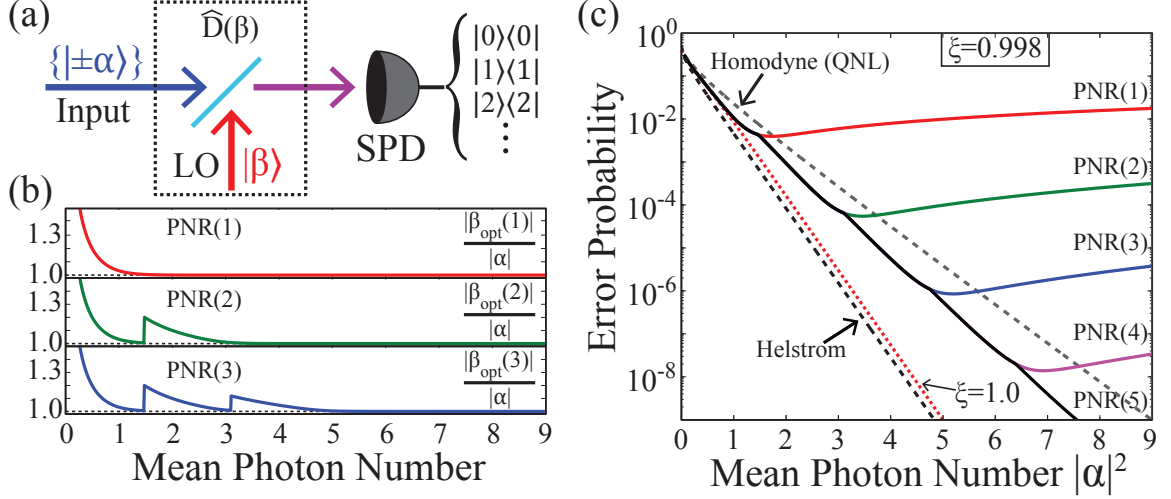 (a)
D̂(β)
{|±α⟩}
Input
LO
|β⟩
SPD
|0⟩⟨0|
|1⟩⟨1|
|2⟩⟨2|
⋮
(b)
1.3
1.0
PNR(1)
|β_opt(1)|
|α|
1.3
1.0
PNR(2)
|β_opt(2)|
|α|
1.3
1.0
PNR(3)
|β_opt(3)|
|α|
0 1 2 3 4 5 6 7 8 9
Mean Photon Number
(c)
Error Probability
10^0
10^-2
10^-4
10^-6
10^-8
ξ=0.998
Homodyne (QNL)
PNR(1)
PNR(2)
PNR(3)
PNR(4)
PNR(5)
Helstrom
ξ=1.0
0 1 2 3 4 5 6 7 8 9
Mean Photon Number |α|^2